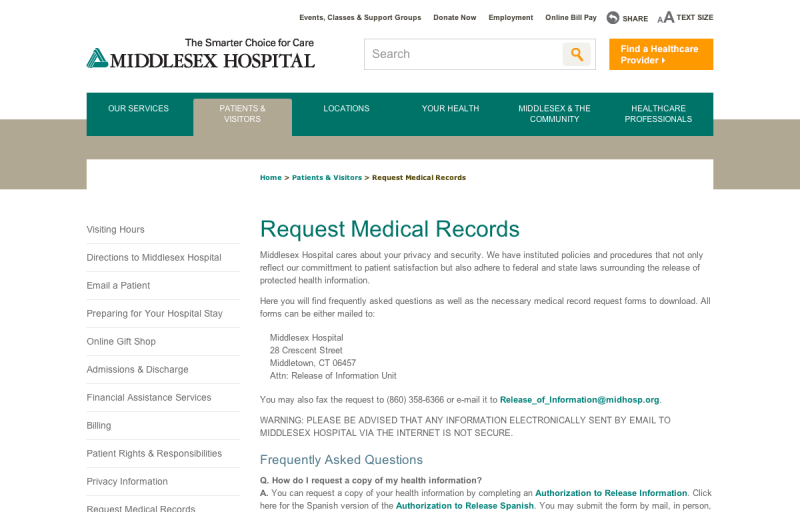 Events, Classes & Support Groups Donate Now Employment Online Bill Pay SHARE AA TEXT SIZE
The Smarter Choice for Care
MIDDLESEX HOSPITAL
Search
Find a Healthcare
Provider
OUR SERVICES
PATIENTS &
VISITORS
LOCATIONS
YOUR HEALTH
MIDDLESEX & THE
COMMUNITY
HEALTHCARE
PROFESSIONALS
Home > Patients & Visitors > Request Medical Records
Visiting Hours
Directions to Middlesex Hospital
Email a Patient
Preparing for Your Hospital Stay
Online Gift Shop
Admissions & Discharge
Financial Assistance Services
Billing
Patient Rights & Responsibilities
Privacy Information
Request Medical Records
Request Medical Records
Middlesex Hospital cares about your privacy and security. We have instituted policies and procedures that not only
reflect our committment to patient satisfaction but also adhere to federal and state laws surrounding the release of
protected health information.
Here you will find frequently asked questions as well as the necessary medical record request forms to download. All
forms can be either mailed to:
Middlesex Hospital
28 Crescent Street
Middletown, CT 06457
Attn: Release of Information Unit
You may also fax the request to (860) 358-6366 or e-mail it to Release_of_Information@midhosp.org.
WARNING: PLEASE BE ADVISED THAT ANY INFORMATION ELECTRONICALLY SENT BY EMAIL TO
MIDDLESEX HOSPITAL VIA THE INTERNET IS NOT SECURE.
Frequently Asked Questions
Q. How do I request a copy of my health information?
A. You can request a copy of your health information by completing an Authorization to Release Information. Click
here for the Spanish version of the Authorization to Release Spanish. You may submit the form by mail, in person,